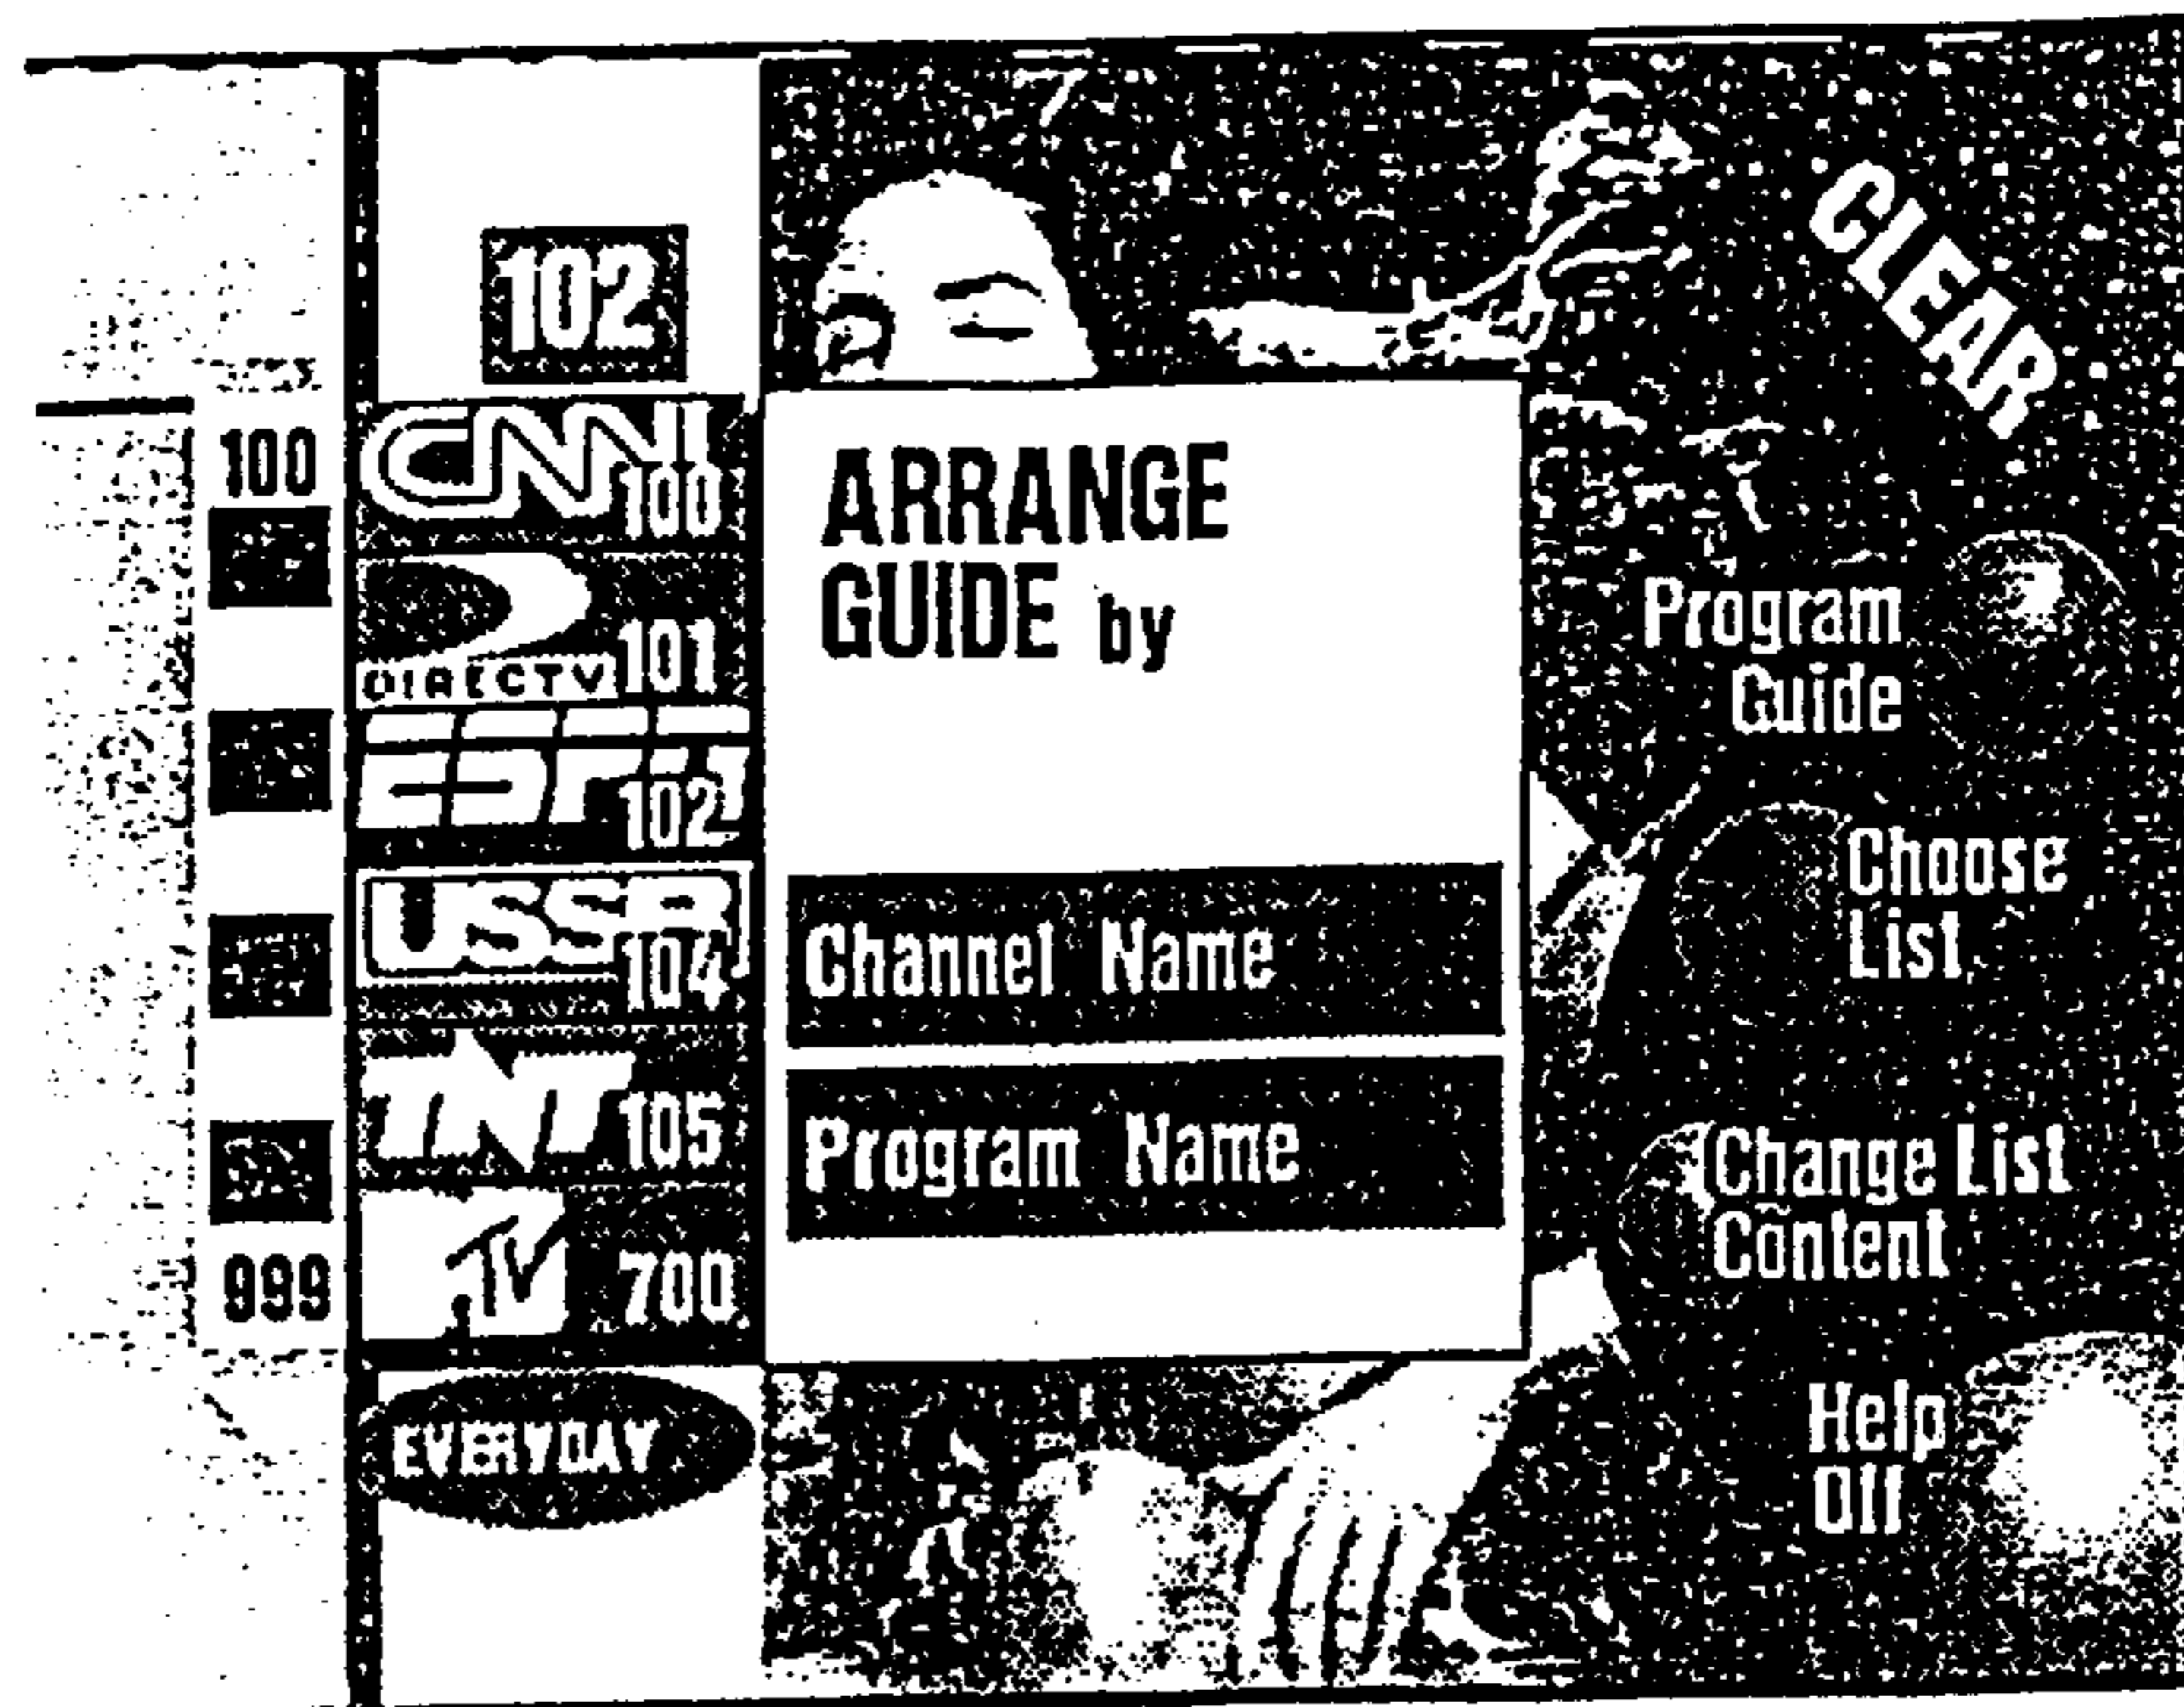 102
CLEAR
100
999
CNN
100
DIRECTV
101
ESPN
102
USSR
104
TNT
105
TV
700
EVERYDAY
ARRANGE
GUIDE by
Channel Name
Program Name
Program
Guide
Choose
List
Change List
Content
Help
Off